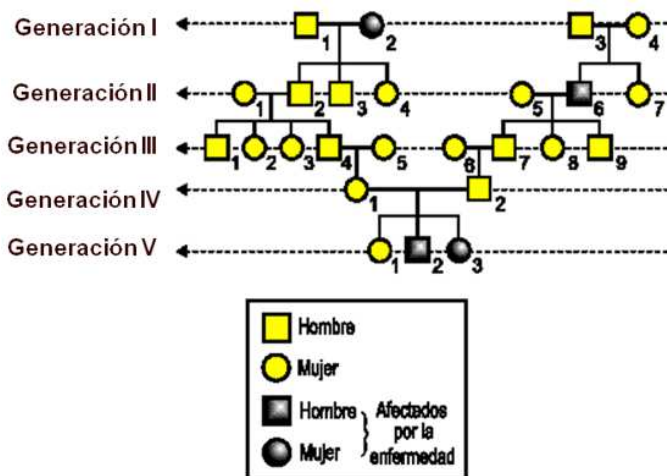 Generación I
1 2 3 4
Generación II
1 2 3 4 5 6 7
Generación III
1 2 3 4 5 6 7 8 9
Generación IV
1 2
Generación V
1 2 3
Hombre
Mujer
Hombre
Mujer
Afectados
por la
enfermedad